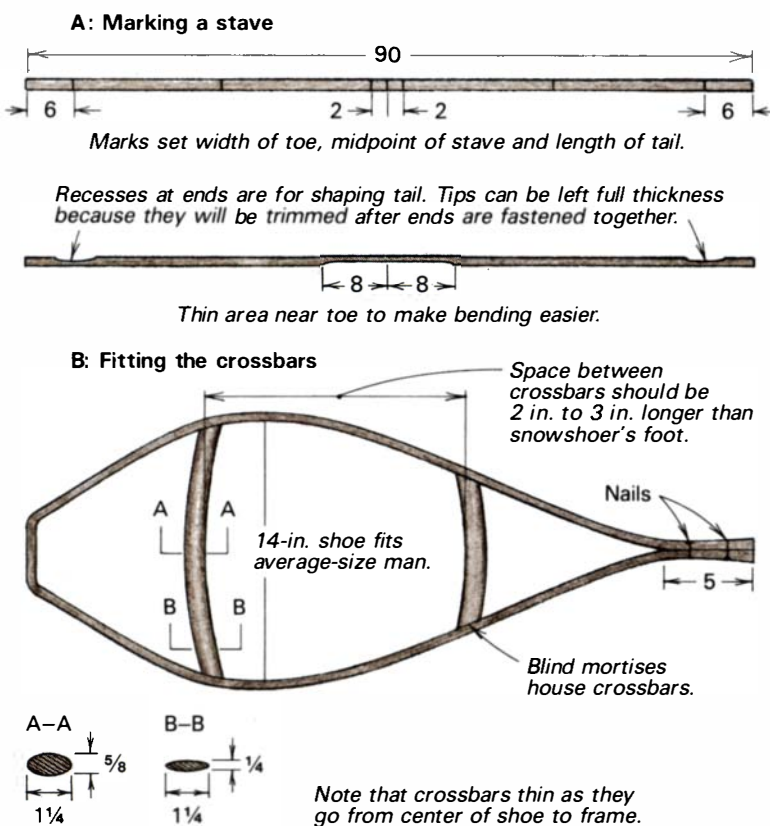 A: Marking a stave
90
6
2
2
6
Marks set width of toe, midpoint of stave and length of tail.
Recesses at ends are for shaping tail. Tips can be left full thickness
because they will be trimmed after ends are fastened together.
8
8
Thin area near toe to make bending easier.
B: Fitting the crossbars
Space between
crossbars should be
2 in. to 3 in. longer than
snowshoer's foot.
Nails
A
A
14-in. shoe fits
average-size man.
5
B
B
Blind mortises
house crossbars.
A–A
5/8
1¼
B–B
¼
1¼
Note that crossbars thin as they
go from center of shoe to frame.